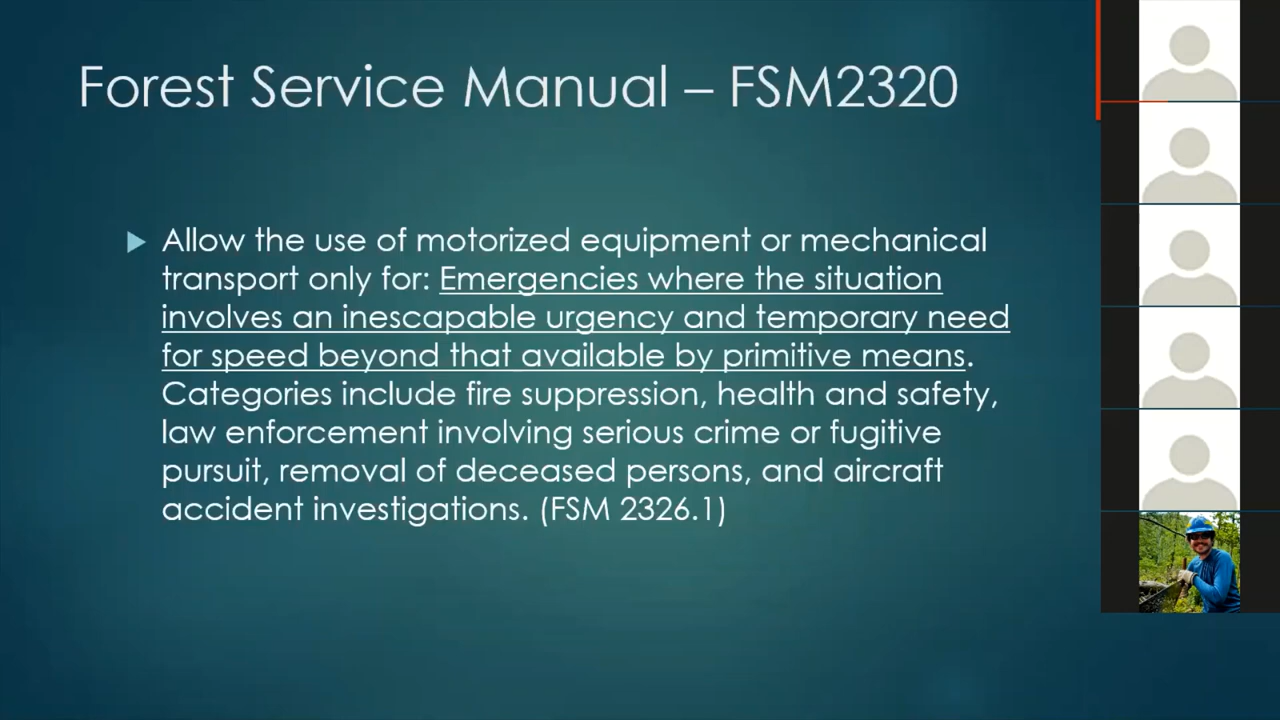 Forest Service Manual – FSM2320
Allow the use of motorized equipment or mechanical
transport only for: Emergencies where the situation
involves an inescapable urgency and temporary need
for speed beyond that available by primitive means.
Categories include fire suppression, health and safety,
law enforcement involving serious crime or fugitive
pursuit, removal of deceased persons, and aircraft
accident investigations. (FSM 2326.1)